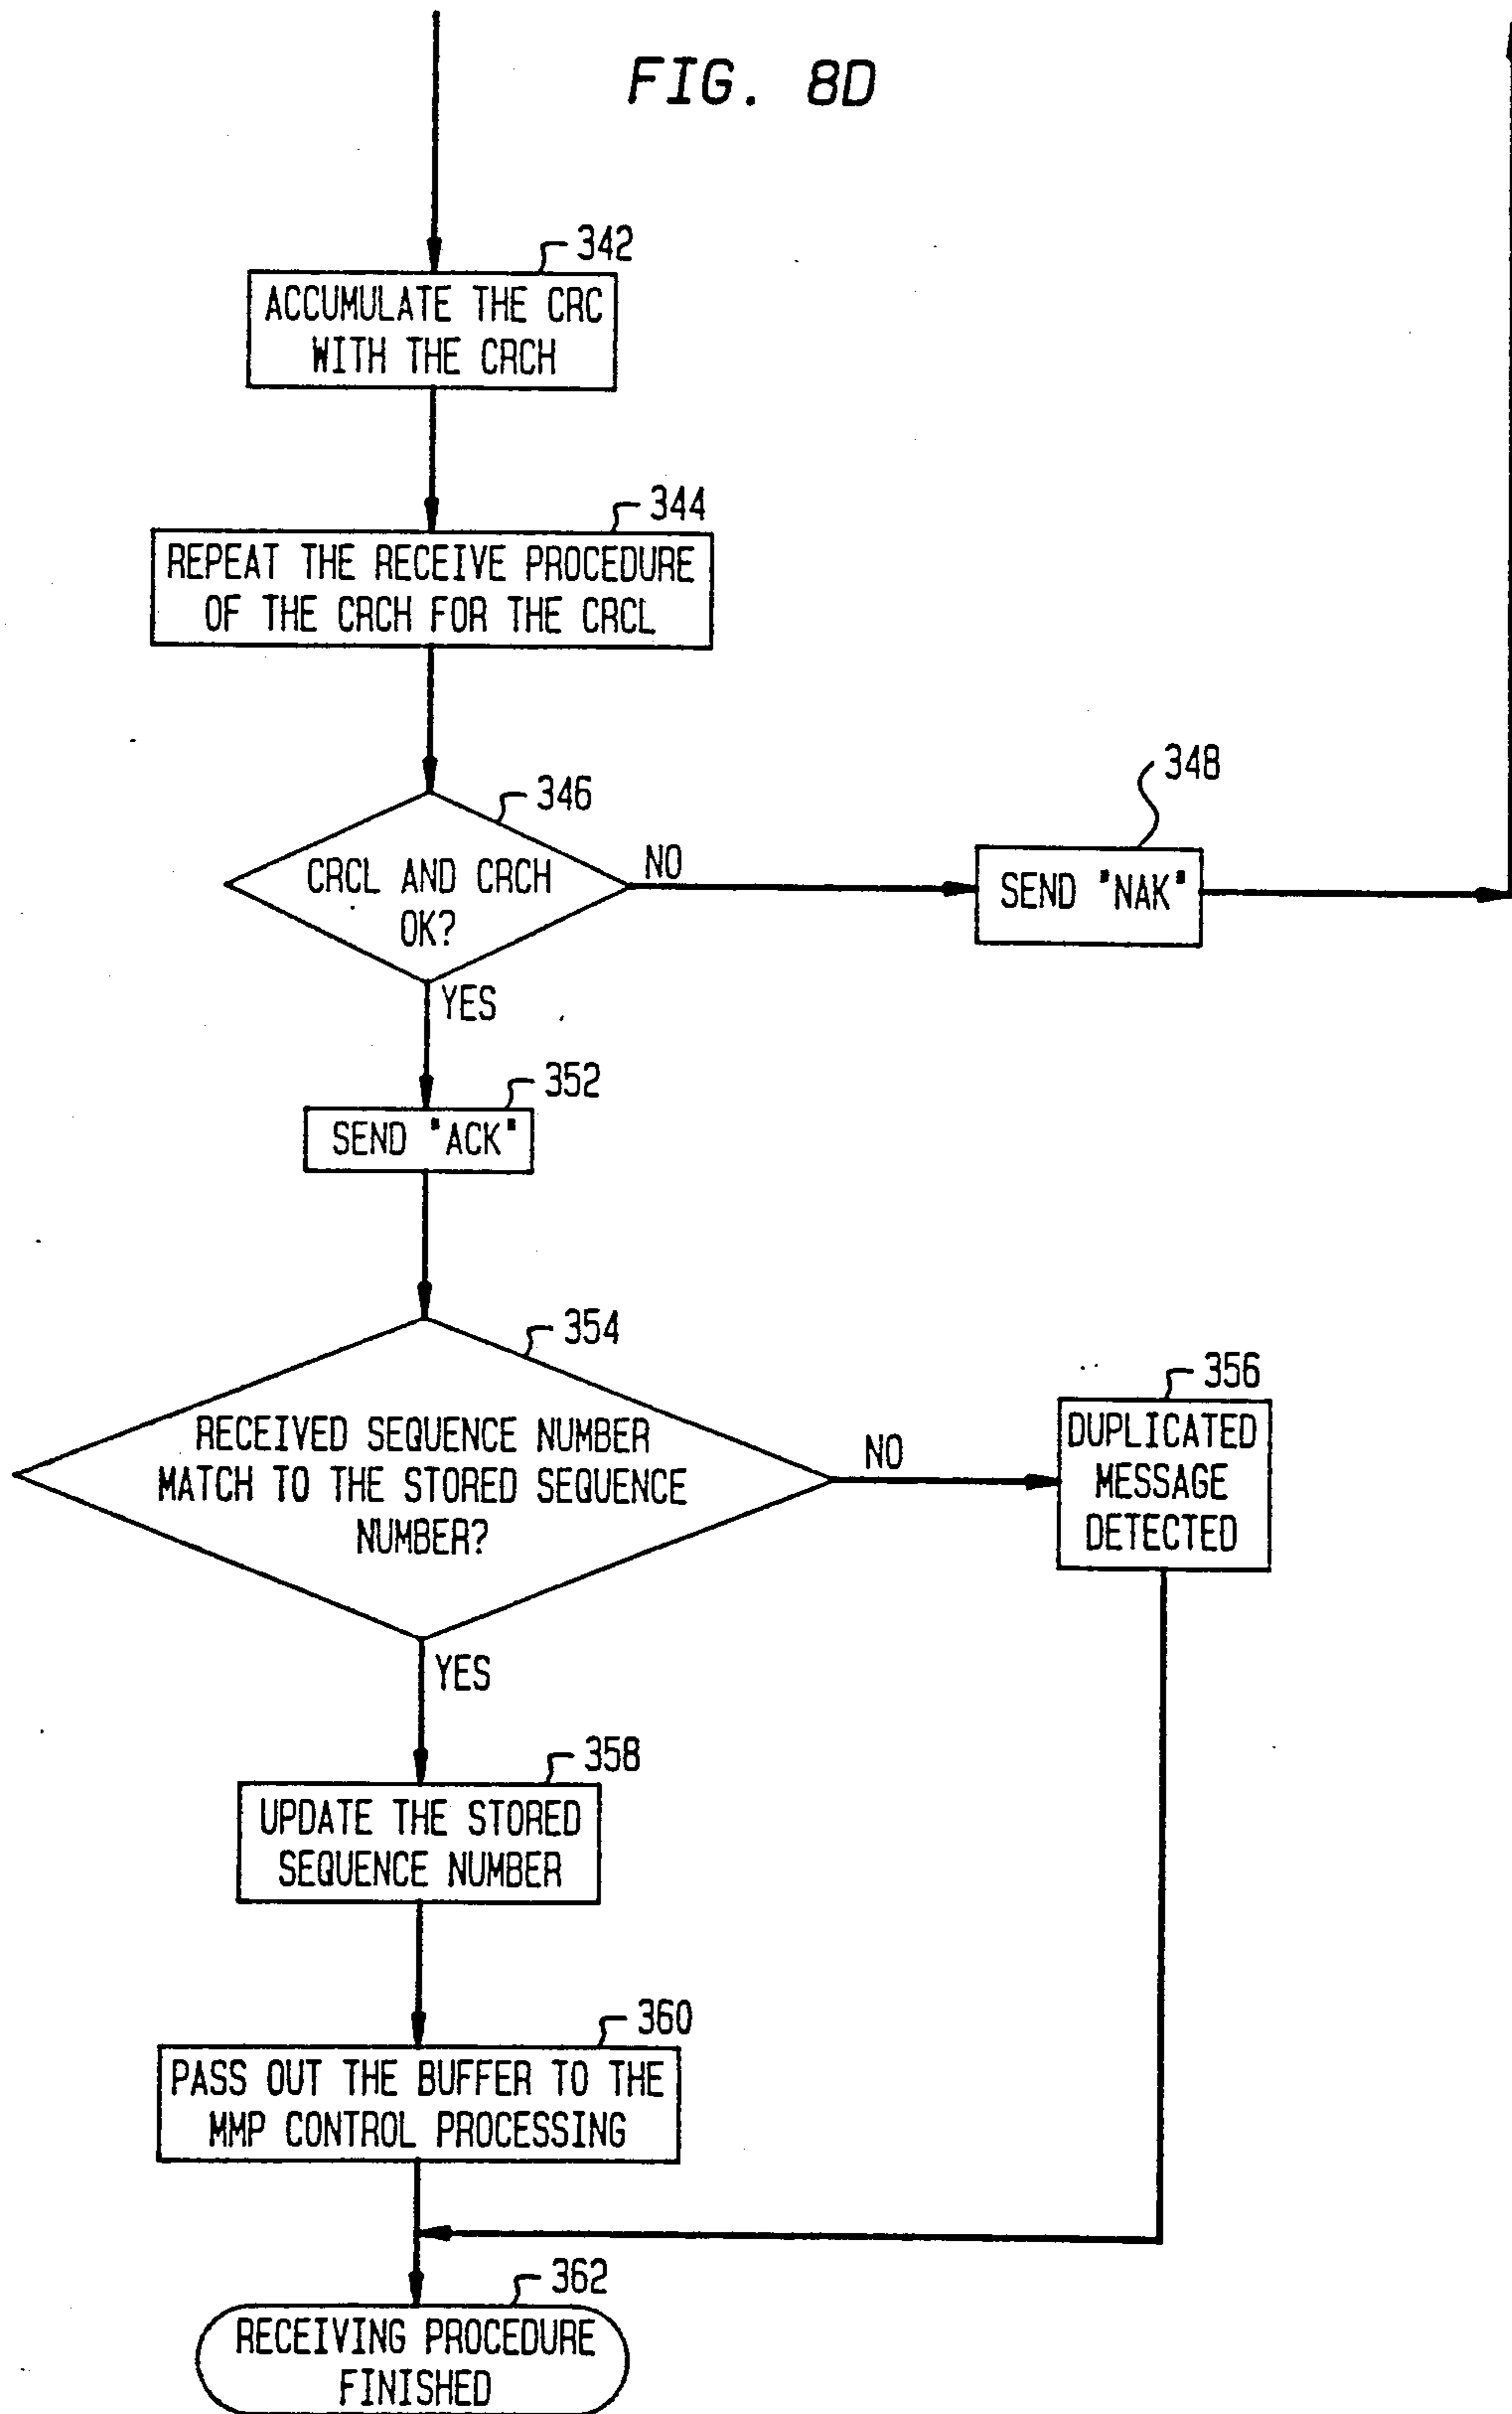 FIG. 8D
342
ACCUMULATE THE CRC
WITH THE CRCH
344
REPEAT THE RECEIVE PROCEDURE
OF THE CRCH FOR THE CRCL
346
CRCL AND CRCH
OK?
NO
348
SEND "NAK"
YES
352
SEND "ACK"
354
RECEIVED SEQUENCE NUMBER
MATCH TO THE STORED SEQUENCE
NUMBER?
NO
356
DUPLICATED
MESSAGE
DETECTED
YES
358
UPDATE THE STORED
SEQUENCE NUMBER
360
PASS OUT THE BUFFER TO THE
MMP CONTROL PROCESSING
362
RECEIVING PROCEDURE
FINISHED